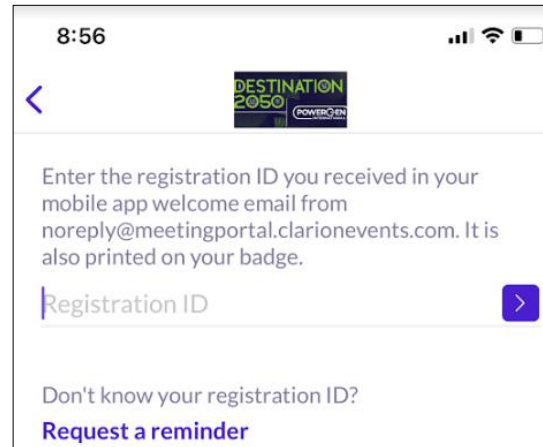 8:56
DESTINATION
2050
POWERGEN
Enter the registration ID you received in your
mobile app welcome email from
noreply@meetingportal.clarionevents.com. It is
also printed on your badge.
Registration ID
Don't know your registration ID?
Request a reminder